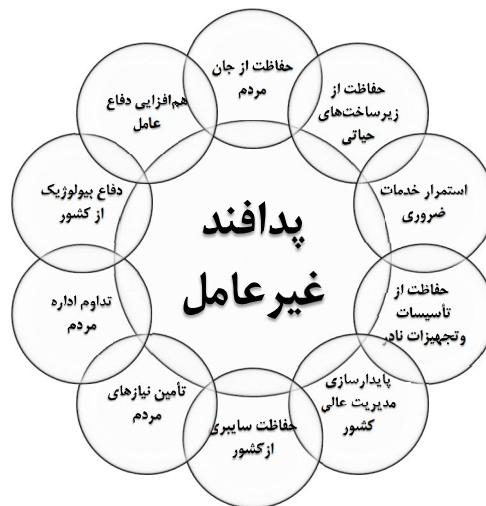 پدافند
غیرعامل
حفاظت از جان
مردم
حفاظت از
زیرساخت‌های
حیاتی
استمرار خدمات
ضروری
حفاظت از
تأسیسات
وتجهیزات نادر
پایدارسازی
مدیریت عالی
کشور
حفاظت سایبری
ازکشور
تأمین نیازهای
مردم
تداوم اداره
مردم
دفاع بیولوژیک
از کشور
هم‌افزایی دفاع
عامل